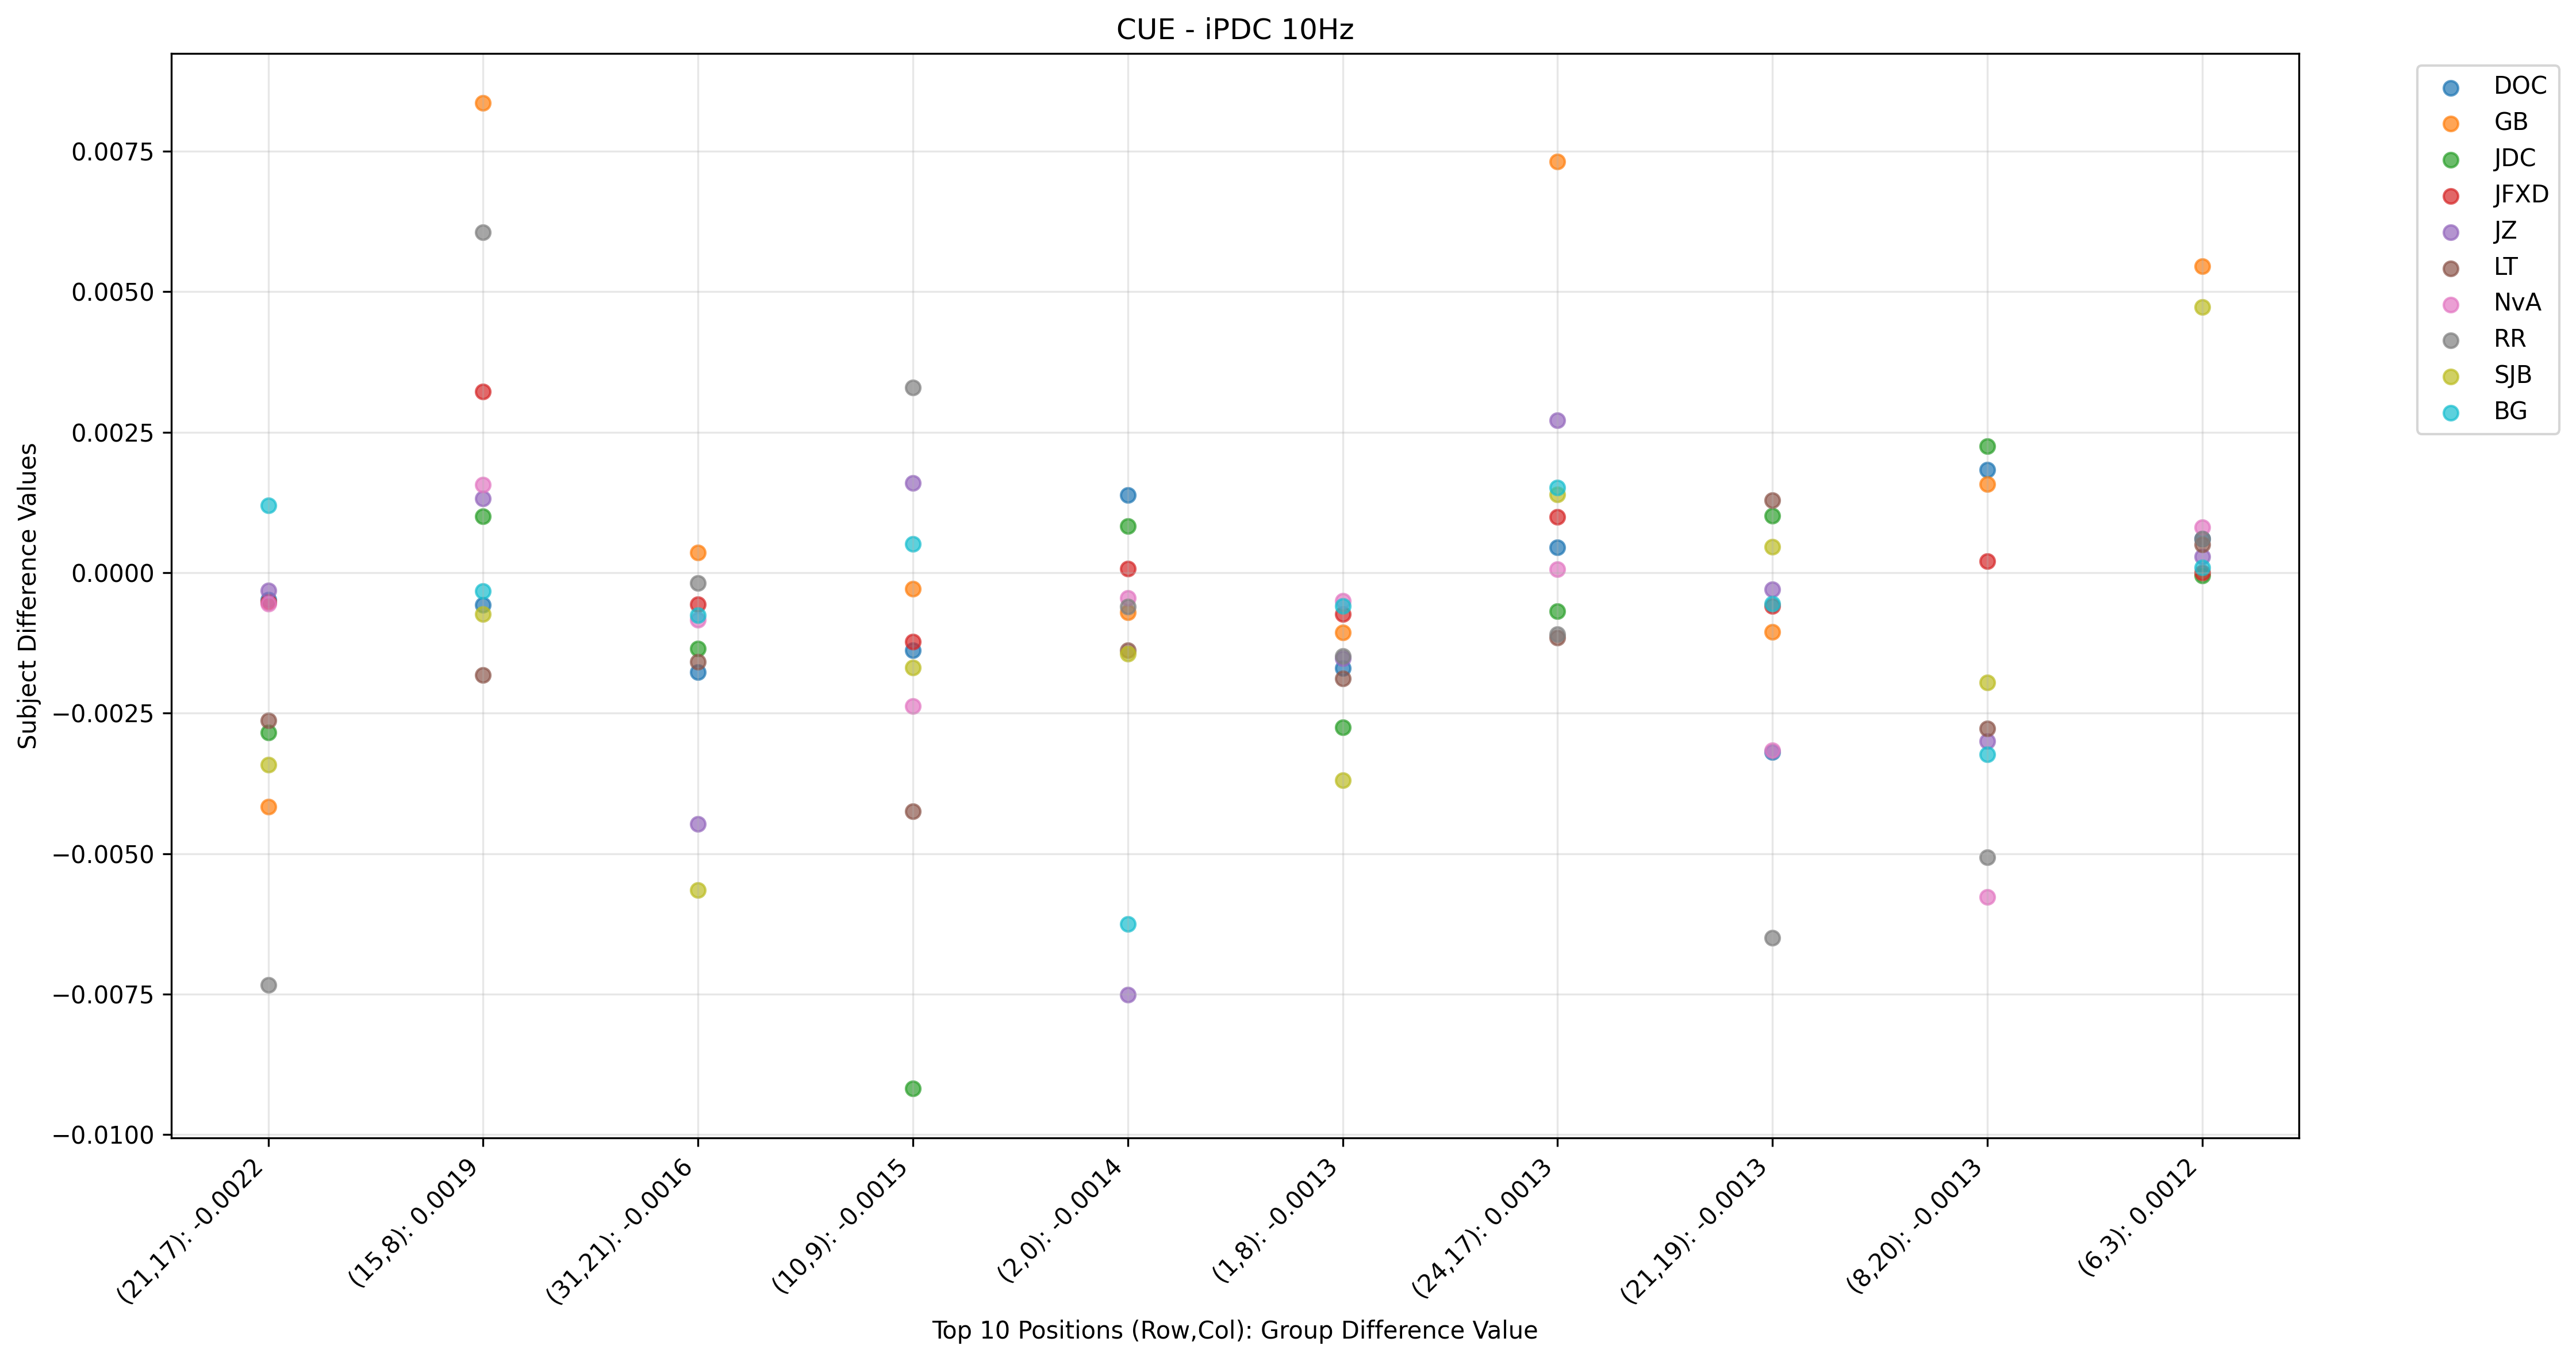 CUE - iPDC 10Hz
DOC
GB
JDC
JFXD
JZ
LT
NvA
RR
SJB
BG
Subject Difference Values
0.0075
0.0050
0.0025
0.0000
−0.0025
−0.0050
−0.0075
−0.0100
(21,17): -0.0022
(15,8): 0.0019
(31,21): -0.0016
(10,9): -0.0015
(2,0): -0.0014
(1,8): -0.0013
(24,17): 0.0013
(21,19): -0.0013
(8,20): -0.0013
(6,3): 0.0012
Top 10 Positions (Row,Col): Group Difference Value